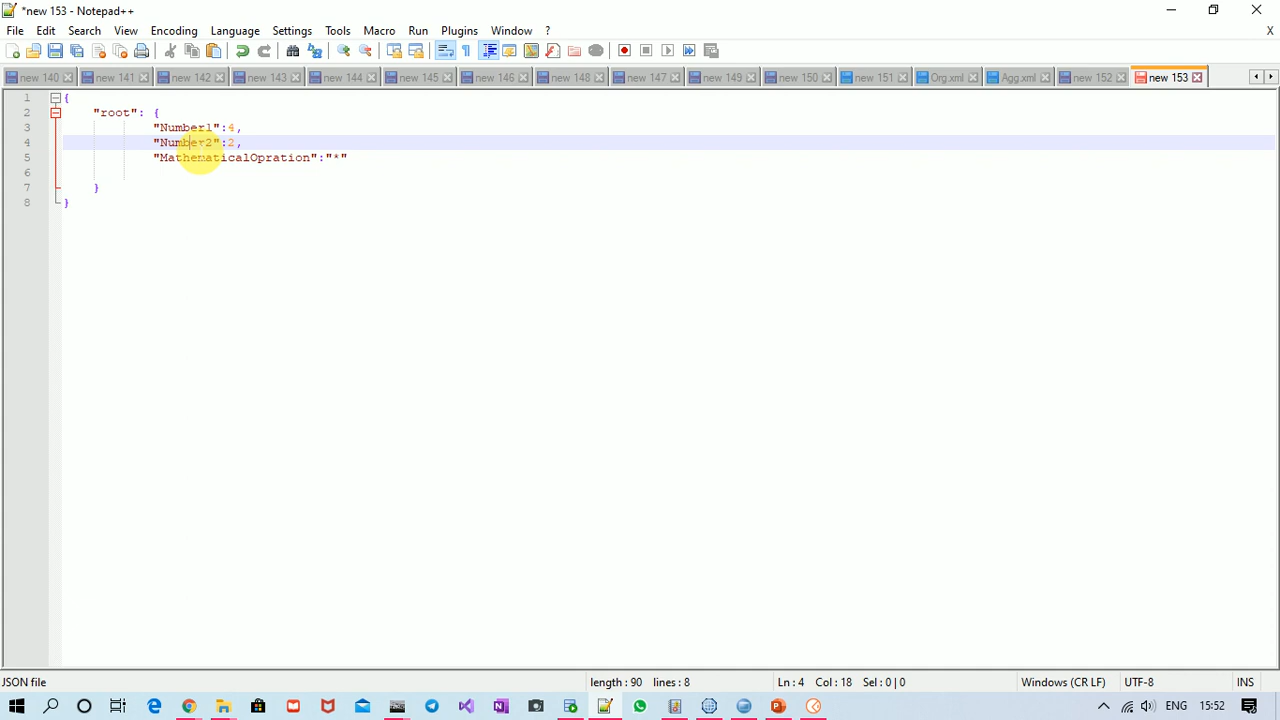 *new 153 - Notepad++
File Edit Search View Encoding Language Settings Tools Macro Run Plugins Window ? X
new 140 new 141 new 142 new 143 new 144 new 145 new 146 new 148 new 147 new 149 new 150 new 151 Org.xml Agg.xml new 152 new 153
1 {
2 "root": {
3 "Number1":4,
4 "Number2":2,
5 "MathematicalOpration":"*"
6
7 }
8 }
JSON file length : 90 lines : 8 Ln : 4 Col : 18 Sel : 0 | 0 Windows (CR LF) UTF-8 INS
ENG 15:52